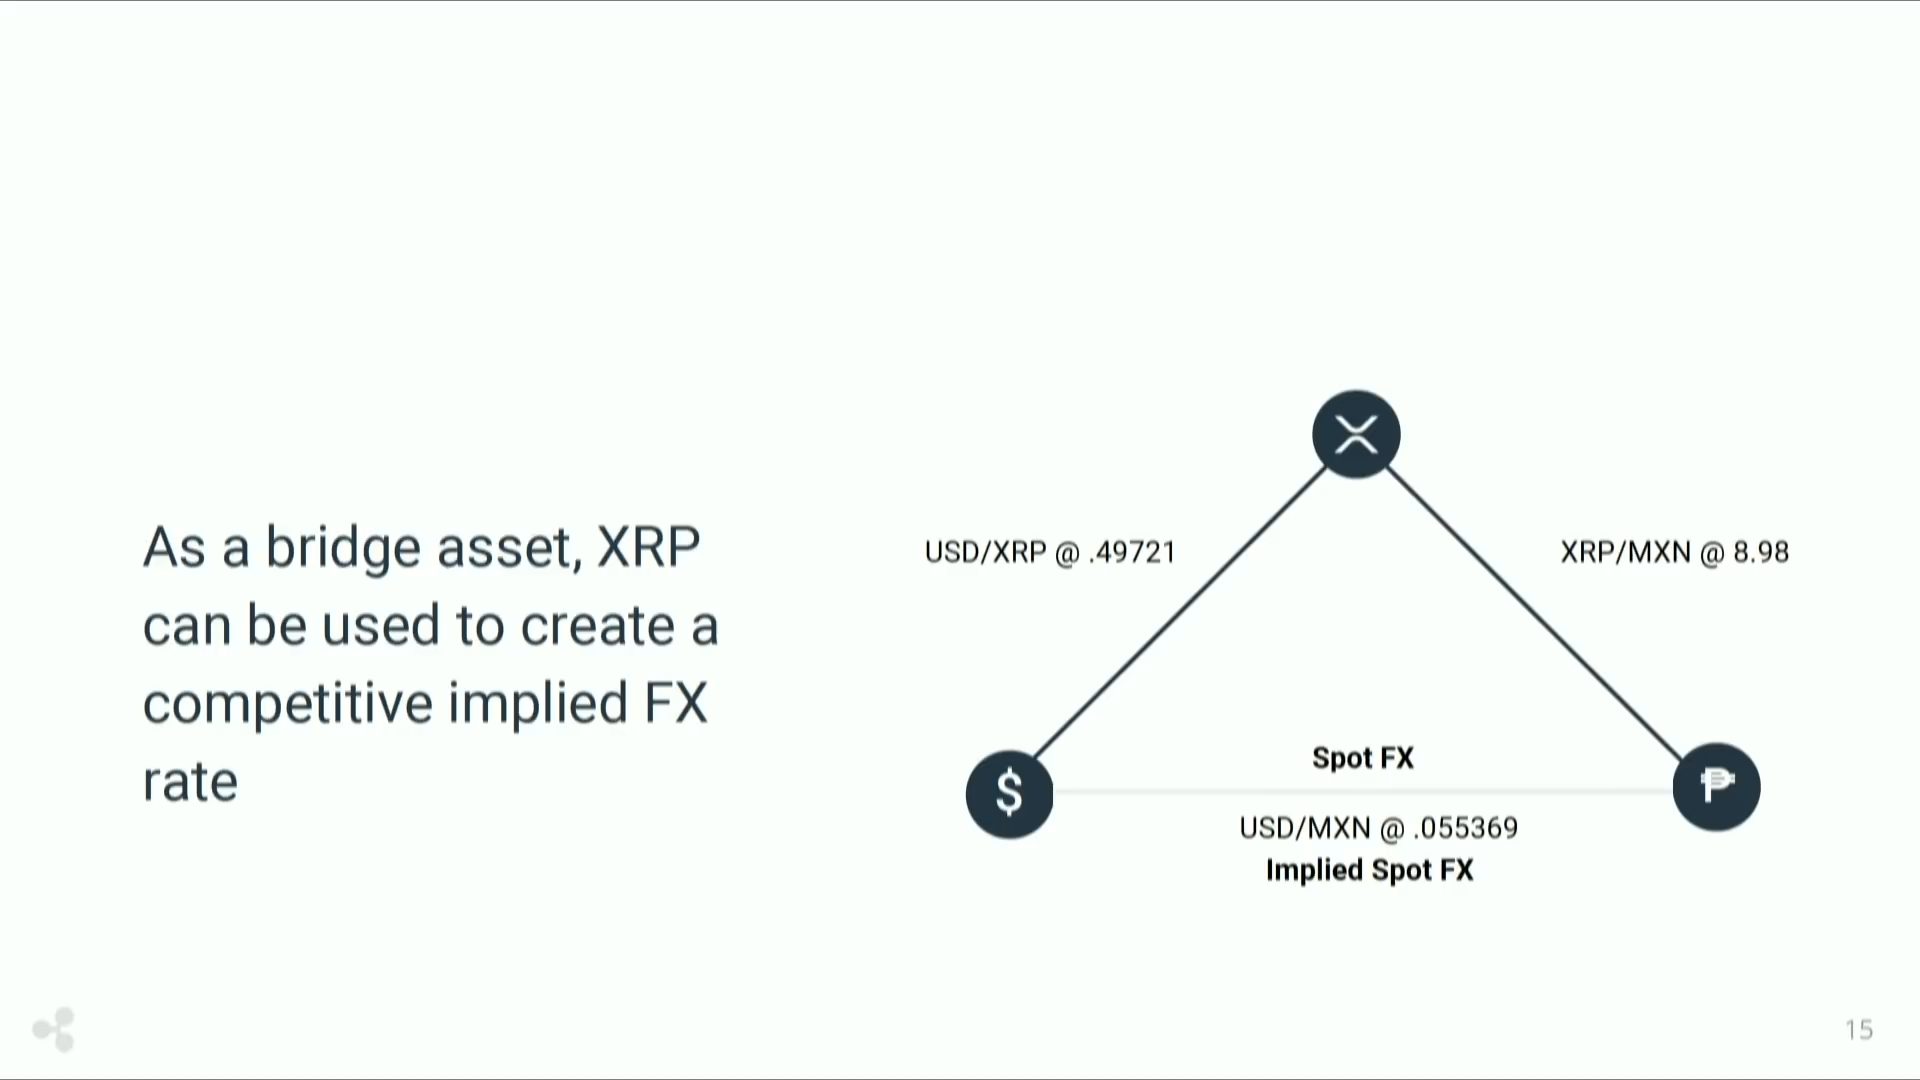 As a bridge asset, XRP
can be used to create a
competitive implied FX
rate
USD/XRP @ .49721
XRP/MXN @ 8.98
$
₱
Spot FX
USD/MXN @ .055369
Implied Spot FX
15